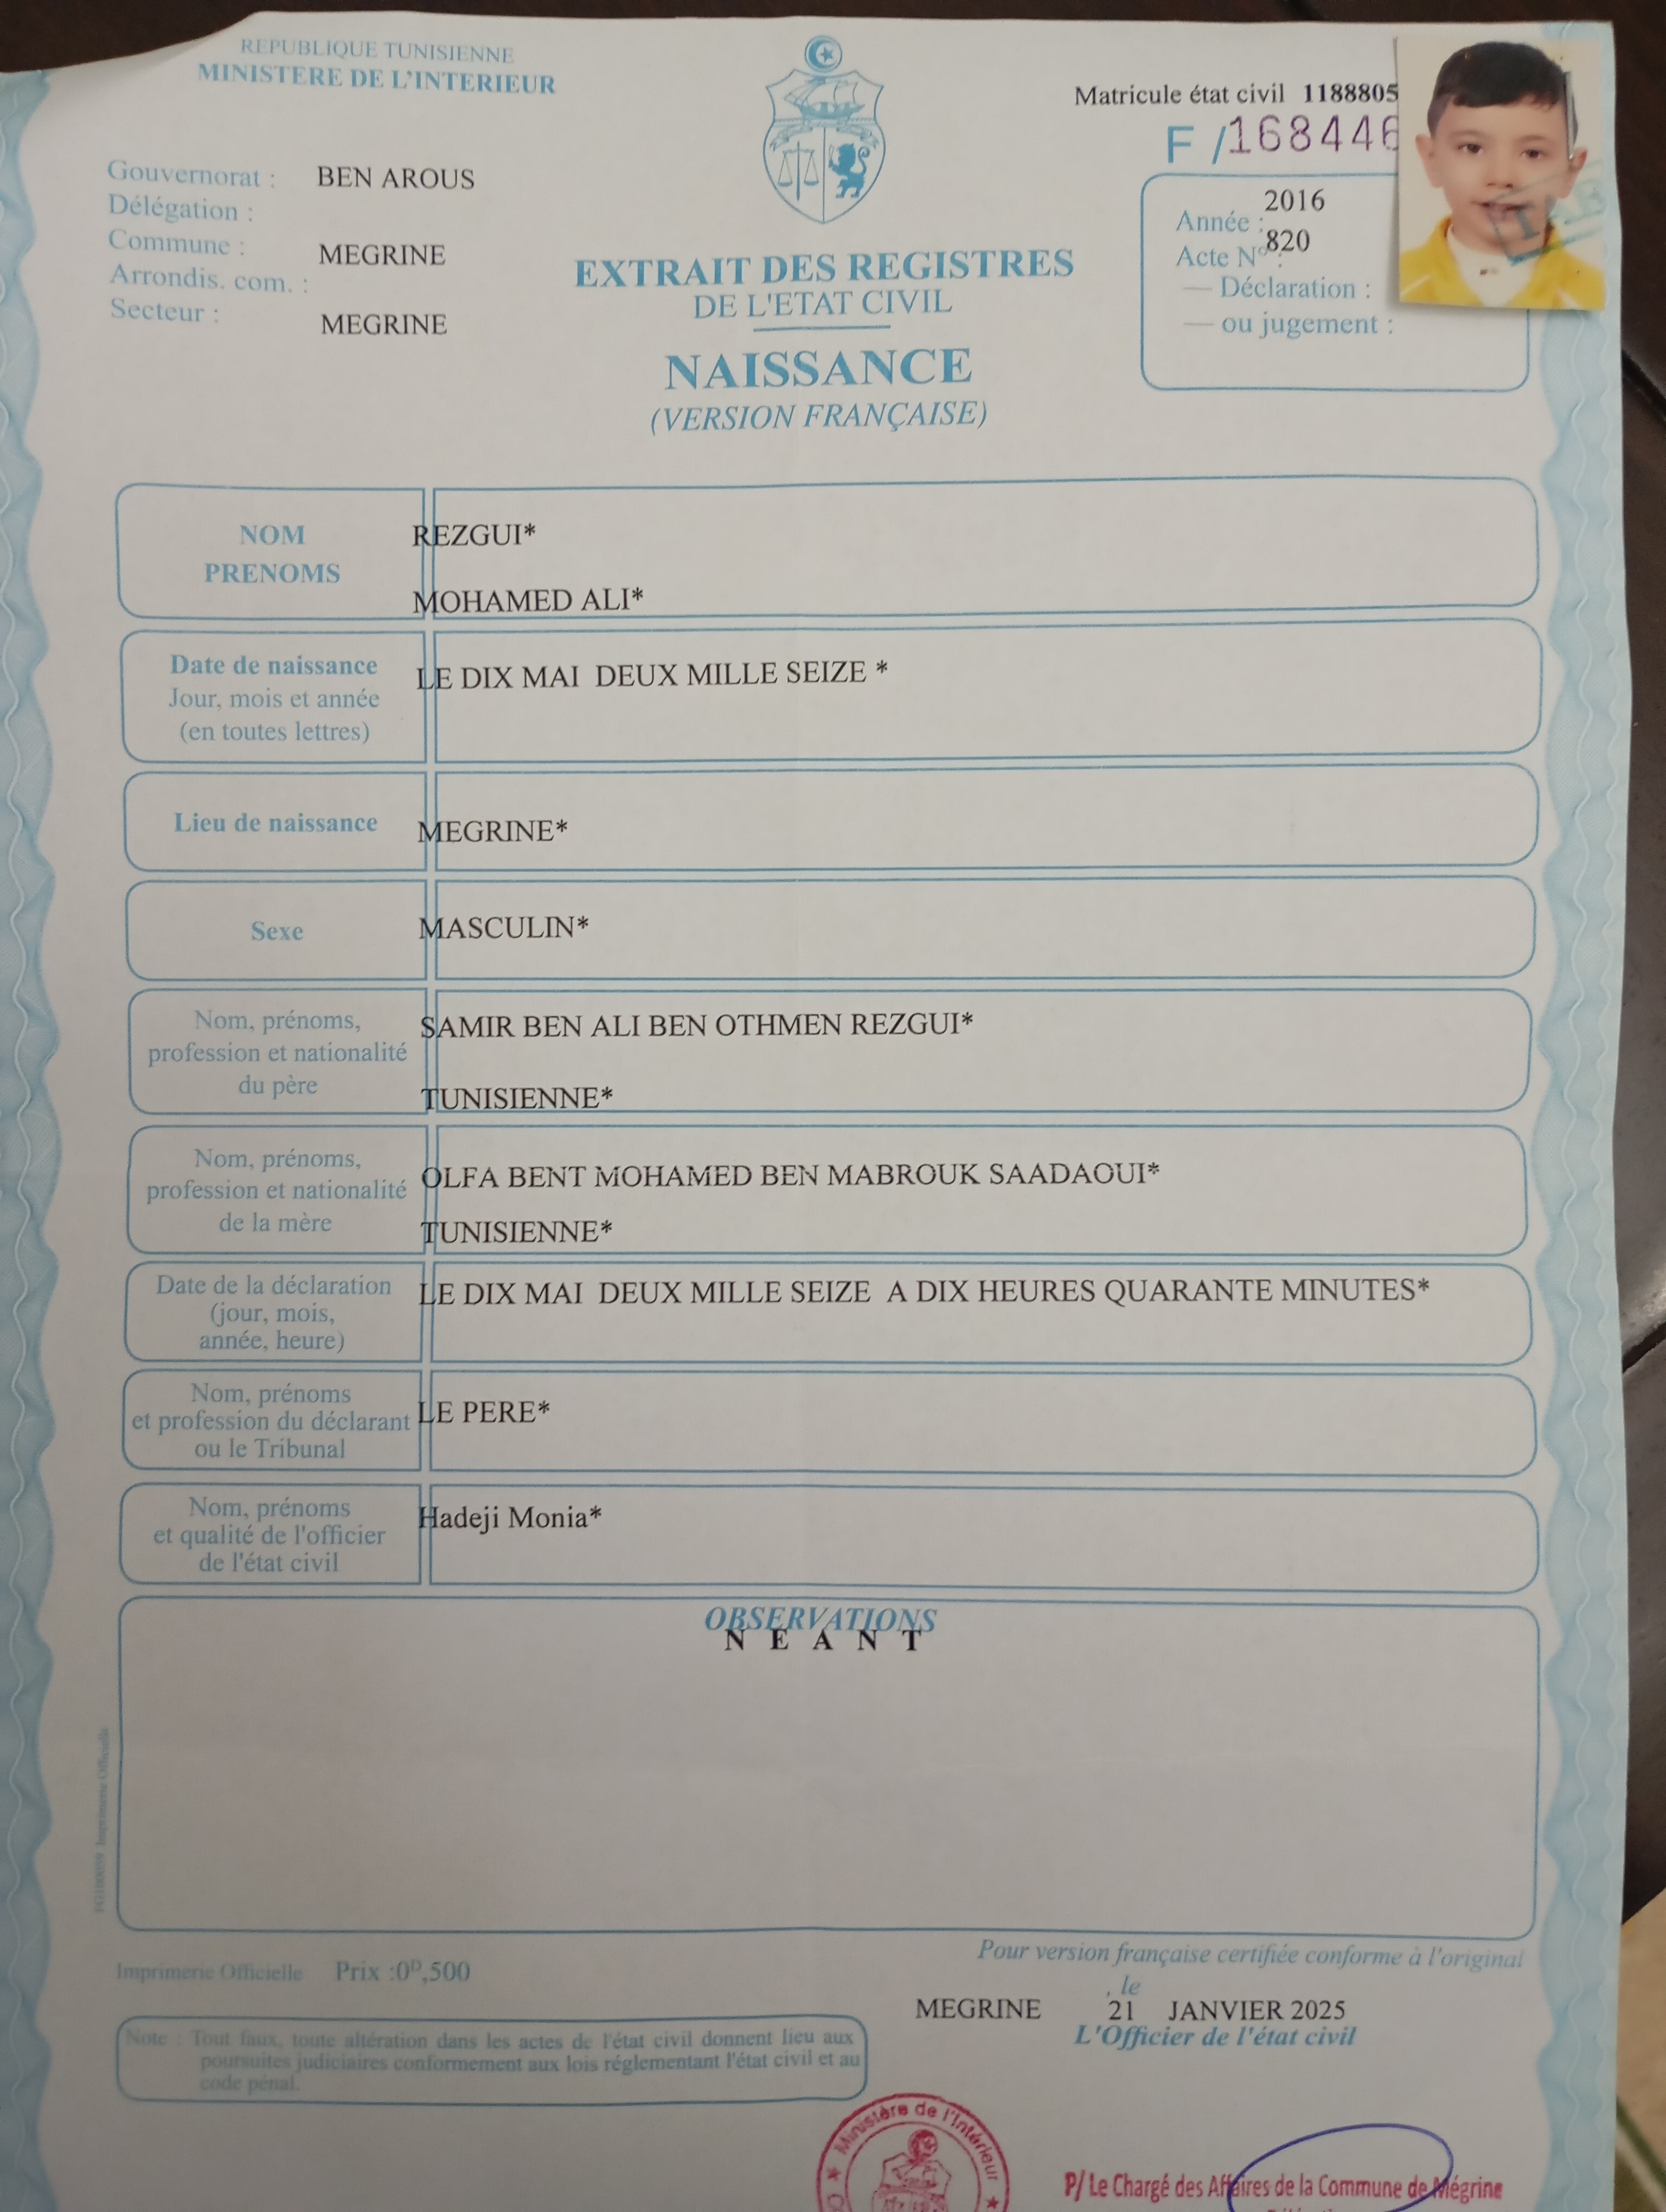 REPUBLIQUE TUNISIENNE
MINISTERE DE L'INTERIEUR
Matricule état civil 1188805
F /168446
Gouvernorat : BEN AROUS
Délégation :
Commune : MEGRINE
Arrondis. com. :
Secteur : MEGRINE
2016
Année :
820
Acte N° :
— Déclaration :
— ou jugement :
EXTRAIT DES REGISTRES
DE L'ETAT CIVIL
NAISSANCE
(VERSION FRANÇAISE)
NOM REZGUI*
PRENOMS
MOHAMED ALI*
Date de naissance LE DIX MAI DEUX MILLE SEIZE *
Jour, mois et année
(en toutes lettres)
Lieu de naissance MEGRINE*
Sexe MASCULIN*
Nom, prénoms, SAMIR BEN ALI BEN OTHMEN REZGUI*
profession et nationalité
du père TUNISIENNE*
Nom, prénoms,
profession et nationalité OLFA BENT MOHAMED BEN MABROUK SAADAOUI*
de la mère TUNISIENNE*
Date de la déclaration LE DIX MAI DEUX MILLE SEIZE A DIX HEURES QUARANTE MINUTES*
(jour, mois,
année, heure)
Nom, prénoms
et profession du déclarant LE PERE*
ou le Tribunal
Nom, prénoms Hadeji Monia*
et qualité de l'officier
de l'état civil
OBSERVATIONS
N E A N T
Imprimerie Officielle Prix :0ᴰ,500
Pour version française certifiée conforme à l'original
, le
MEGRINE 21 JANVIER 2025
L'Officier de l'état civil
Note : Tout faux, toute altération dans les actes de l'état civil donnent lieu aux
poursuites judiciaires conformement aux lois réglementant l'état civil et au
code pénal.
Ministère de l'Intérieur
P/ Le Chargé des Affaires de la Commune de Mégrine